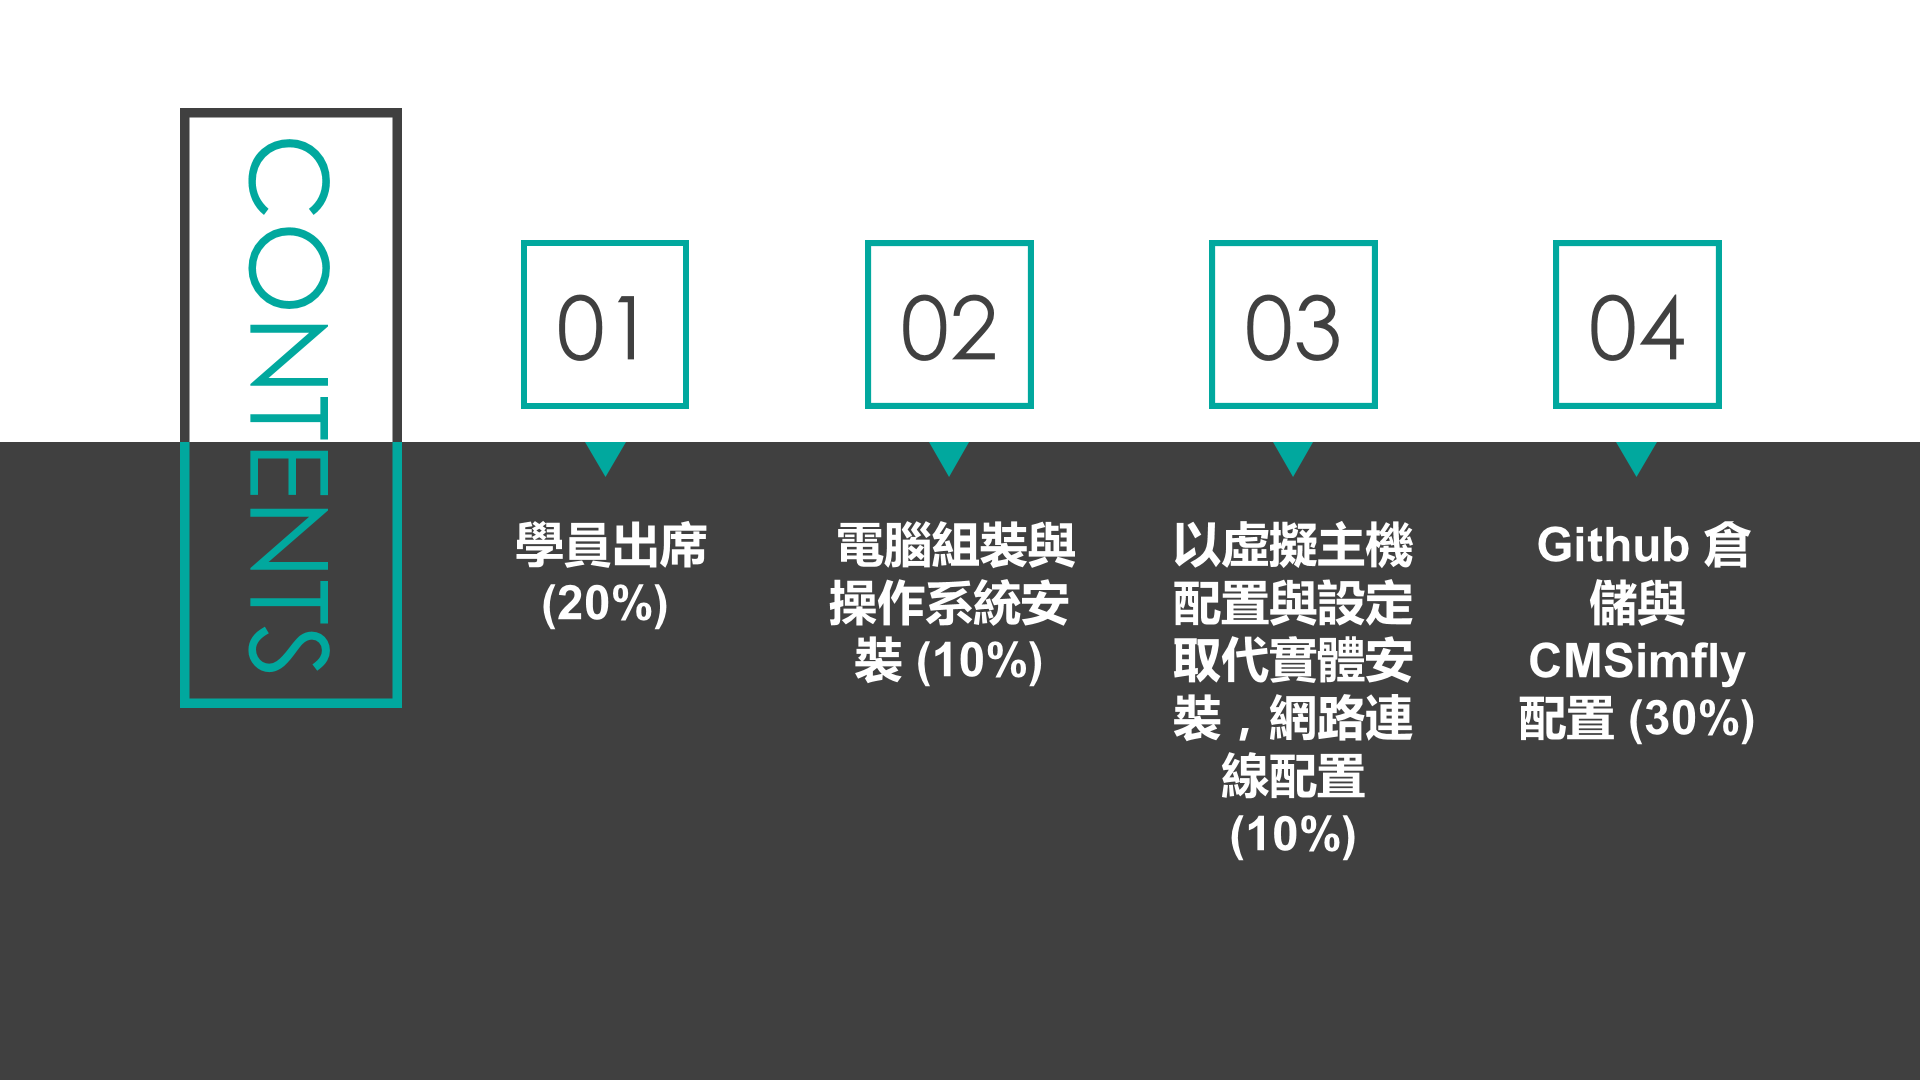 CONTENTS
01
學員出席
(20%)
02
電腦組裝與
操作系統安
裝 (10%)
03
以虛擬主機
配置與設定
取代實體安
裝，網路連
線配置
(10%)
04
Github 倉
儲與
CMSimfly
配置 (30%)